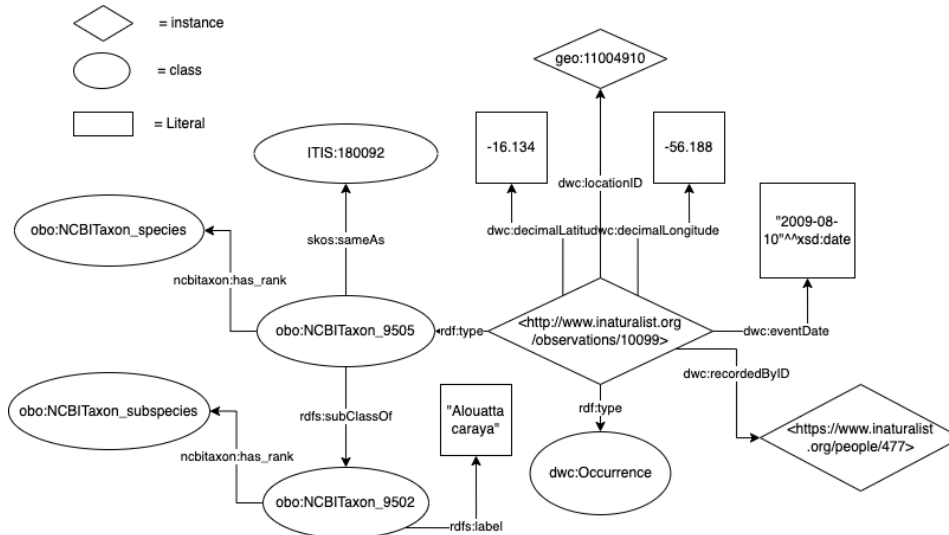 = instance
= class
= Literal
geo:11004910
-16.134
-56.188
ITIS:180092
dwc:locationID
obo:NCBITaxon_species
skos:sameAs
dwc:decimalLatitud
dwc:decimalLongitude
"2009-08-
10"^^xsd:date
ncbitaxon:has_rank
obo:NCBITaxon_9505
rdf:type
<http://www.inaturalist.org
/observations/10099>
dwc:eventDate
dwc:recordedByID
obo:NCBITaxon_subspecies
rdfs:subClassOf
"Alouatta
caraya"
rdf:type
<https://www.inaturalist
.org/people/477>
ncbitaxon:has_rank
obo:NCBITaxon_9502
dwc:Occurrence
rdfs:label